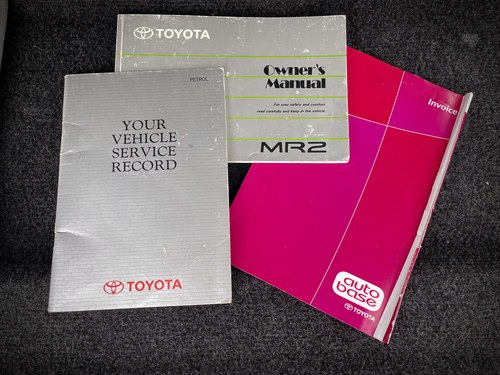 TOYOTA
Owner's
Manual
For your safety and comfort,
read carefully and keep in the vehicle.
MR2
PETROL
YOUR
VEHICLE
SERVICE
RECORD
TOYOTA
Invoice
auto
base
TOYOTA